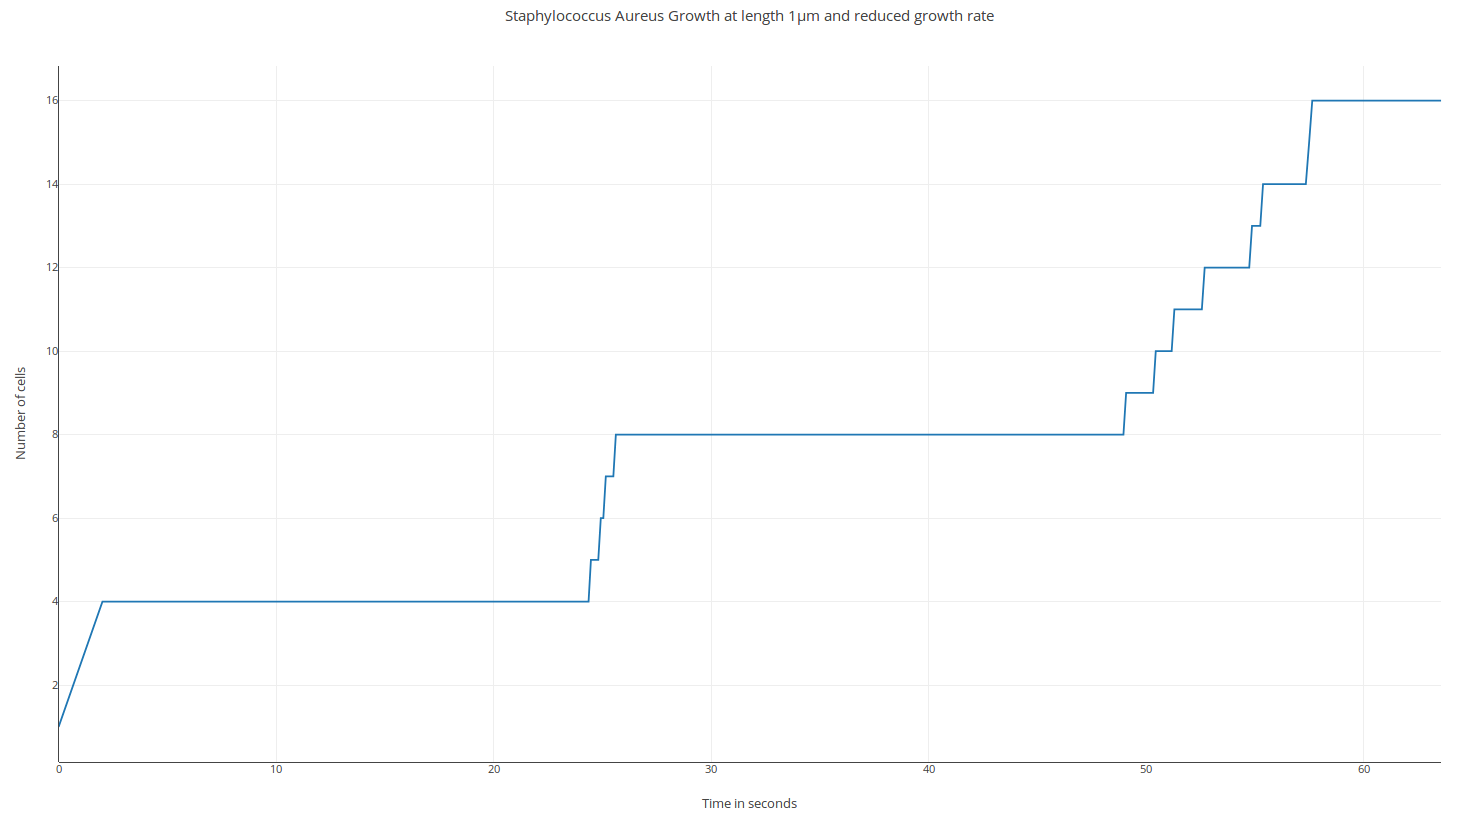 Staphylococcus Aureus Growth at length 1μm and reduced growth rate
16
14
12
10
8
6
4
2
Number of cells
0 10 20 30 40 50 60
Time in seconds